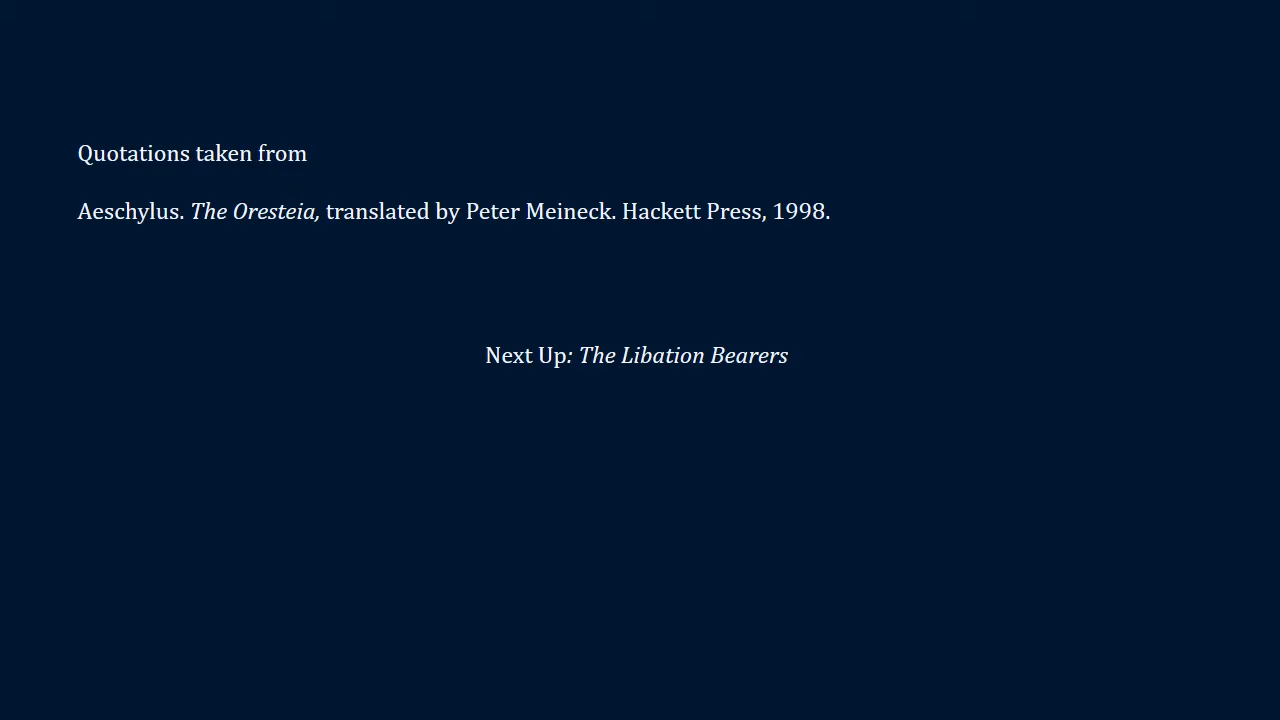 Quotations taken from
Aeschylus. The Oresteia, translated by Peter Meineck. Hackett Press, 1998.
Next Up: The Libation Bearers